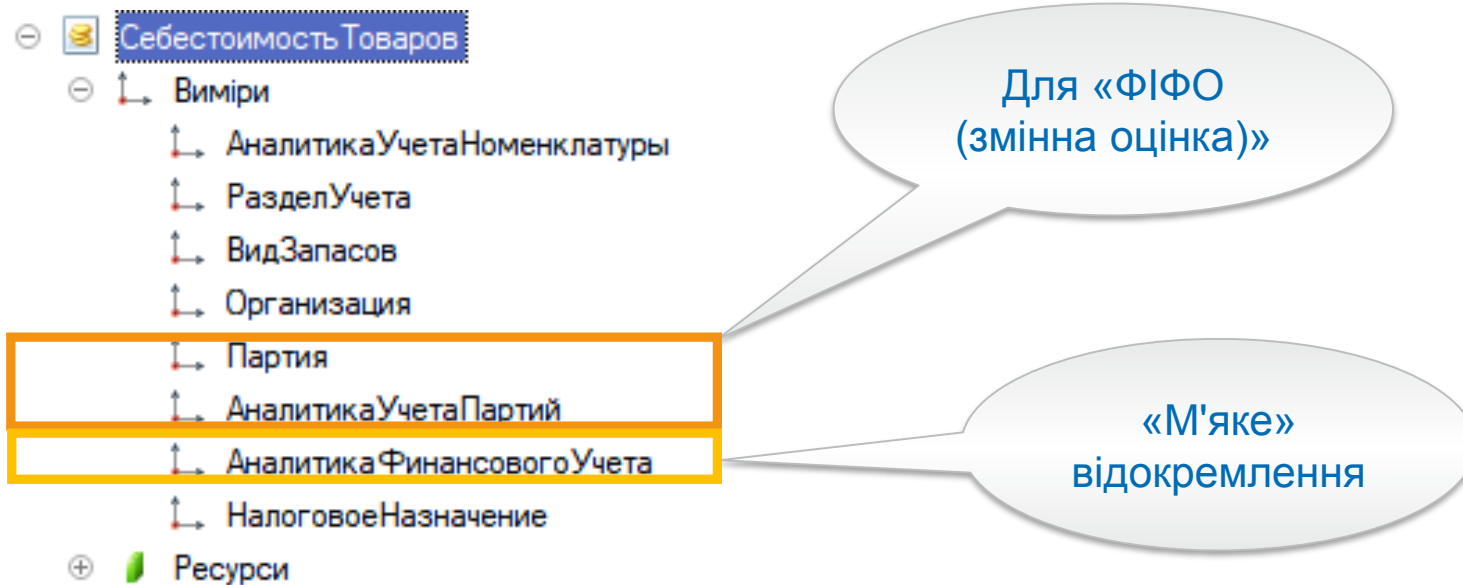 СебестоимостьТоваров
Виміри
АналитикаУчетаНоменклатуры
РазделУчета
ВидЗапасов
Организация
Партия
АналитикаУчетаПартий
АналитикаФинансовогоУчета
НалоговоеНазначение
Ресурси
Для «ФІФО
(змінна оцінка)»
«М'яке»
відокремлення